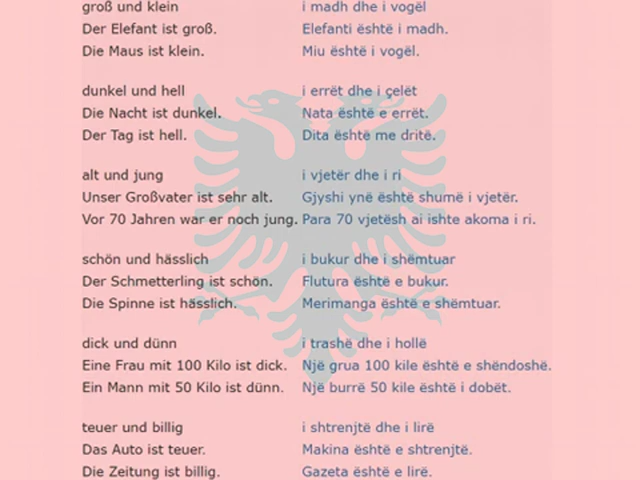 groß und klein i madh dhe i vogël
Der Elefant ist groß. Elefanti është i madh.
Die Maus ist klein. Miu është i vogël.
dunkel und hell i errët dhe i çelët
Die Nacht ist dunkel. Nata është e errët.
Der Tag ist hell. Dita është me dritë.
alt und jung i vjetër dhe i ri
Unser Großvater ist sehr alt. Gjyshi ynë është shumë i vjetër.
Vor 70 Jahren war er noch jung. Para 70 vjetësh ai ishte akoma i ri.
schön und hässlich i bukur dhe i shëmtuar
Der Schmetterling ist schön. Flutura është e bukur.
Die Spinne ist hässlich. Merimanga është e shëmtuar.
dick und dünn i trashë dhe i hollë
Eine Frau mit 100 Kilo ist dick. Një grua 100 kile është e shëndoshë.
Ein Mann mit 50 Kilo ist dünn. Një burrë 50 kile është i dobët.
teuer und billig i shtrenjtë dhe i lirë
Das Auto ist teuer. Makina është e shtrenjtë.
Die Zeitung ist billig. Gazeta është e lirë.